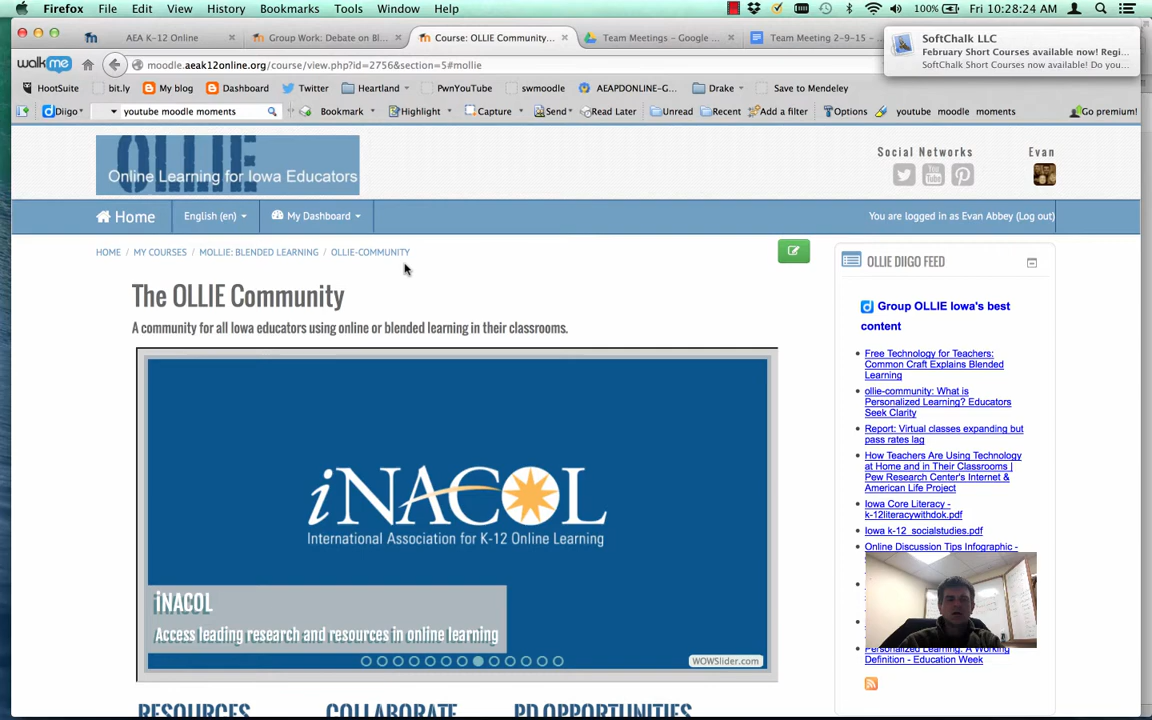 Firefox File Edit View History Bookmarks Tools Window Help 100% Fri 10:28:24 AM
AEA K-12 Online × Group Work: Debate on Bl... × Course: OLLIE Community,... × Team Meetings – Google ... × Team Meeting 2-9-15 –
SoftChalk LLC
February Short Courses available now! Regi...
SoftChalk Short Courses now available! Do you...
walkme moodle.aeak12online.org/course/view.php?id=2756&section=5#mollie
HootSuite bit.ly My blog Dashboard Twitter Heartland PwnYouTube swmoodle AEAPDONLINE-G... Drake Save to Mendeley
Diigo youtube moodle moments Bookmark Highlight Capture Send Read Later Unread Recent Add a filter Options youtube moodle moments Go premium!
OLLIE
Online Learning for Iowa Educators
Social Networks Evan
You Tube
Home English (en) My Dashboard You are logged in as Evan Abbey (Log out)
HOME / MY COURSES / MOLLIE: BLENDED LEARNING / OLLIE-COMMUNITY
The OLLIE Community
A community for all Iowa educators using online or blended learning in their classrooms.
iNACOL
International Association for K-12 Online Learning
iNACOL
Access leading research and resources in online learning
WOWSlider.com
RESOURCES COLLABORATE PD OPPORTUNITIES
OLLIE DIIGO FEED
d Group OLLIE Iowa's best
content
Free Technology for Teachers:
Common Craft Explains Blended
Learning
ollie-community: What is
Personalized Learning? Educators
Seek Clarity
Report: Virtual classes expanding but
pass rates lag
How Teachers Are Using Technology
at Home and in Their Classrooms |
Pew Research Center's Internet &
American Life Project
Iowa Core Literacy -
k-12literacywithdok.pdf
Iowa k-12 socialstudies.pdf
Online Discussion Tips Infographic -
Personalized Learning: A Working
Definition - Education Week